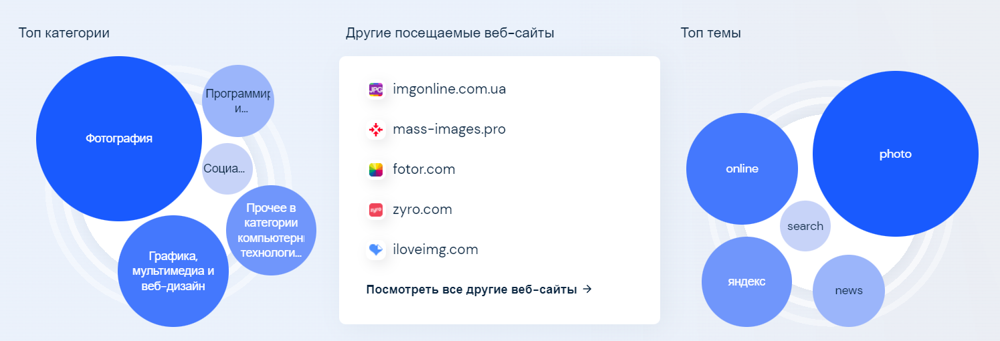 Топ категории
Фотография
Программир
и...
Социа...
Прочее в
категории
компьютерн
технологи...
Графика,
мультимедиа и
веб-дизайн
Другие посещаемые веб-сайты
JPG
imgonline.com.ua
mass-images.pro
fotor.com
zyro
zyro.com
iloveimg.com
Посмотреть все другие веб-сайты →
Топ темы
photo
online
search
яндекс
news